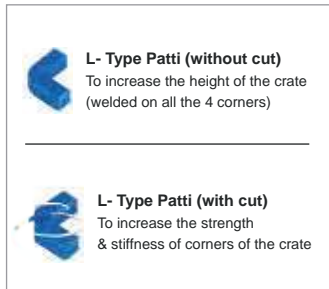 L- Type Patti (without cut)
To increase the height of the crate
(welded on all the 4 corners)
L- Type Patti (with cut)
To increase the strength
& stiffness of corners of the crate